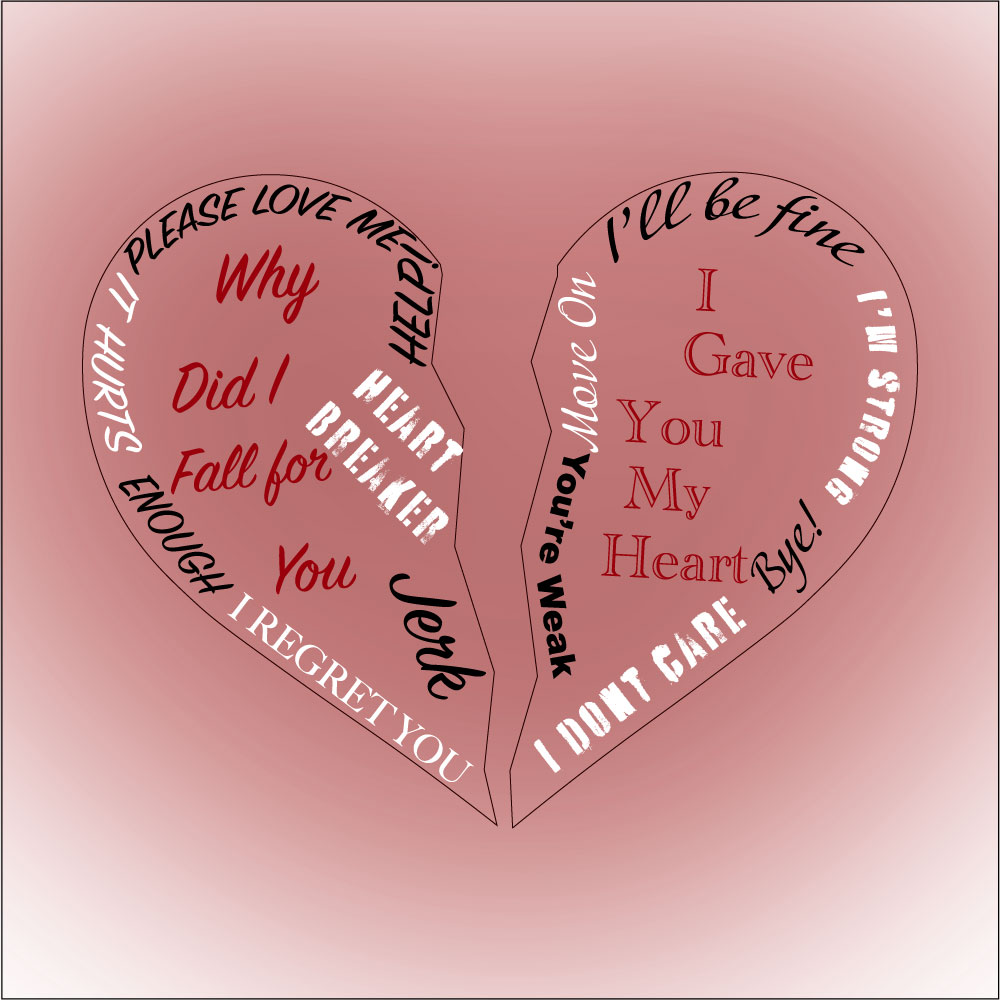 PLEASE LOVE ME
HELP!
Why
Did I
Fall for
You
IT HURTS
HEART
BREAKER
ENOUGH
Jerk
I REGRET YOU
I'll be fine
Move On
I
Gave
You
My
Heart
I'M STRONG
You're Weak
Bye!
I DONT CARE